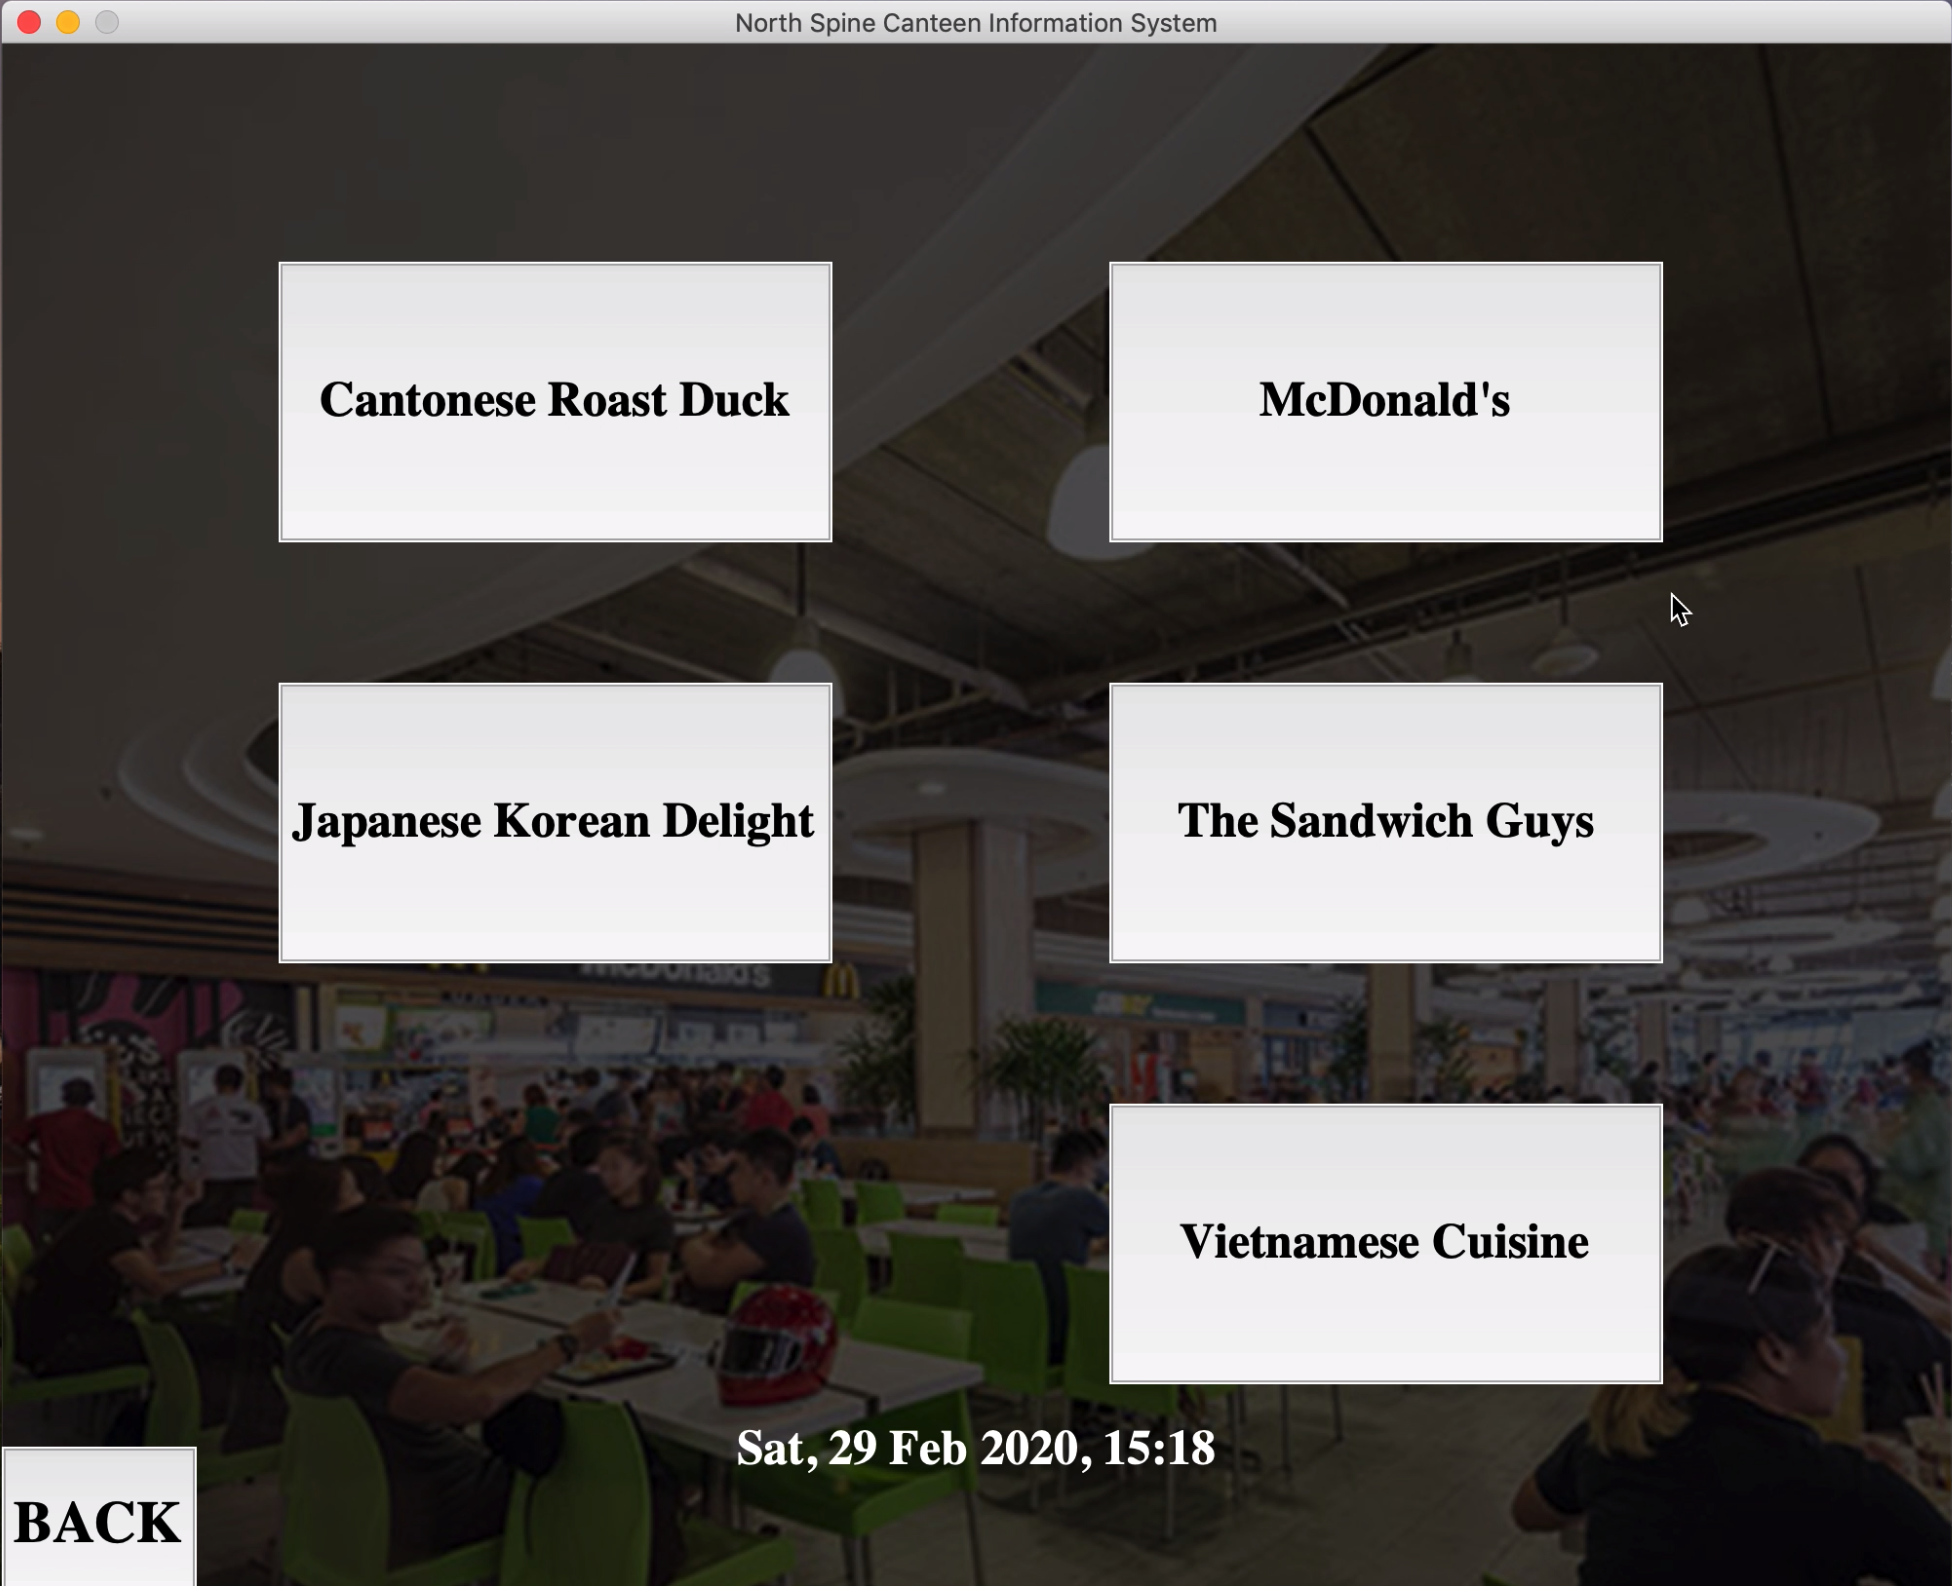 North Spine Canteen Information System
Cantonese Roast Duck
McDonald's
Japanese Korean Delight
The Sandwich Guys
McDonald's
Vietnamese Cuisine
Sat, 29 Feb 2020, 15:18
BACK